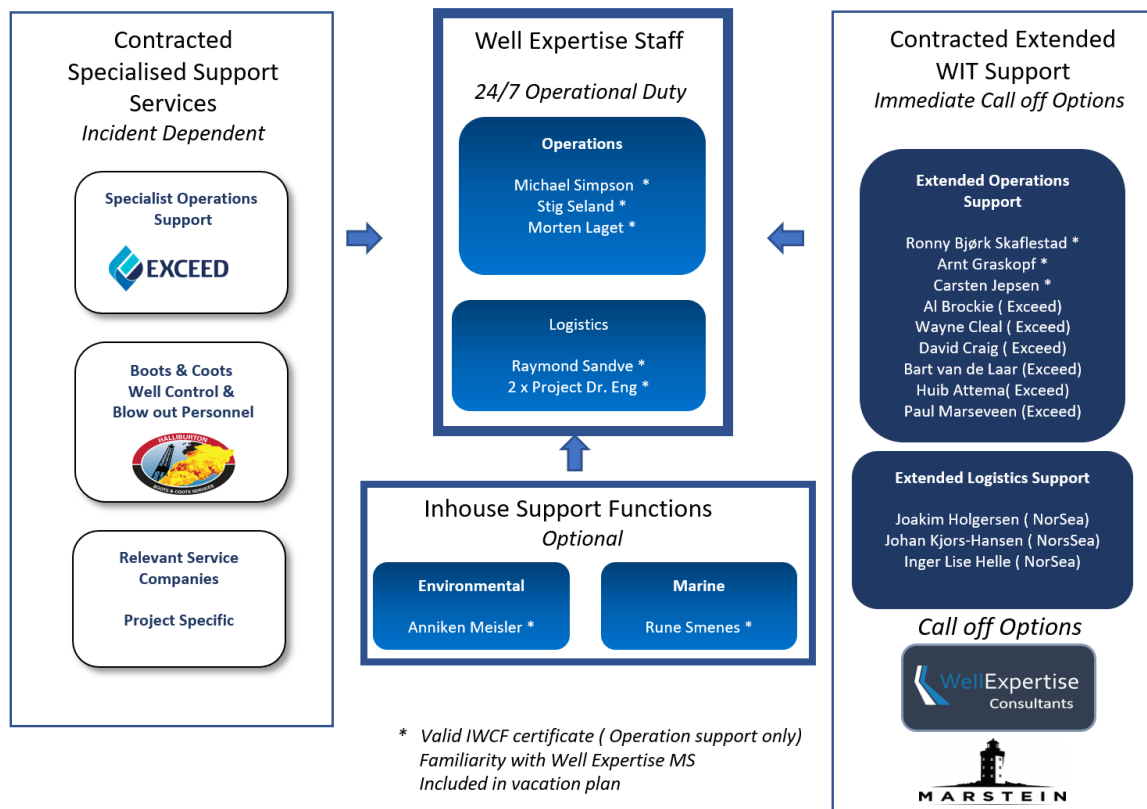 Contracted
Specialised Support
Services
Incident Dependent
Specialist Operations
Support
EXCEED
Boots & Coots
Well Control &
Blow out Personnel
HALLIBURTON
BOOTS & COOTS SERVICES
Relevant Service
Companies
Project Specific
Well Expertise Staff
24/7 Operational Duty
Operations
Michael Simpson *
Stig Seland *
Morten Laget *
Logistics
Raymond Sandve *
2 x Project Dr. Eng *
Inhouse Support Functions
Optional
Environmental
Anniken Meisler *
Marine
Rune Smenes *
* Valid IWCF certificate ( Operation support only)
Familiarity with Well Expertise MS
Included in vacation plan
Contracted Extended
WIT Support
Immediate Call off Options
Extended Operations
Support
Ronny Bjørk Skaflestad *
Arnt Graskopf *
Carsten Jepsen *
Al Brockie ( Exceed)
Wayne Cleal ( Exceed)
David Craig ( Exceed)
Bart van de Laar (Exceed)
Huib Attema( Exceed)
Paul Marseveen (Exceed)
Extended Logistics Support
Joakim Holgersen ( NorSea)
Johan Kjors-Hansen ( NorsSea)
Inger Lise Helle ( NorSea)
Call off Options
WellExpertise
Consultants
MARSTEIN